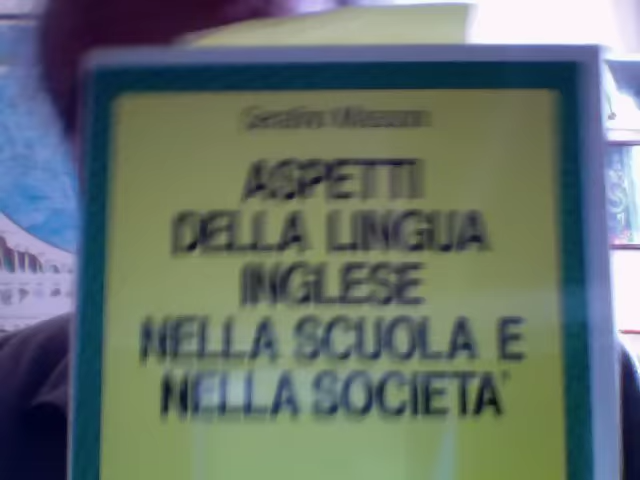 ASPETTI
DELLA LINGUA
INGLESE
NELLA SCUOLA E
NELLA SOCIETA'